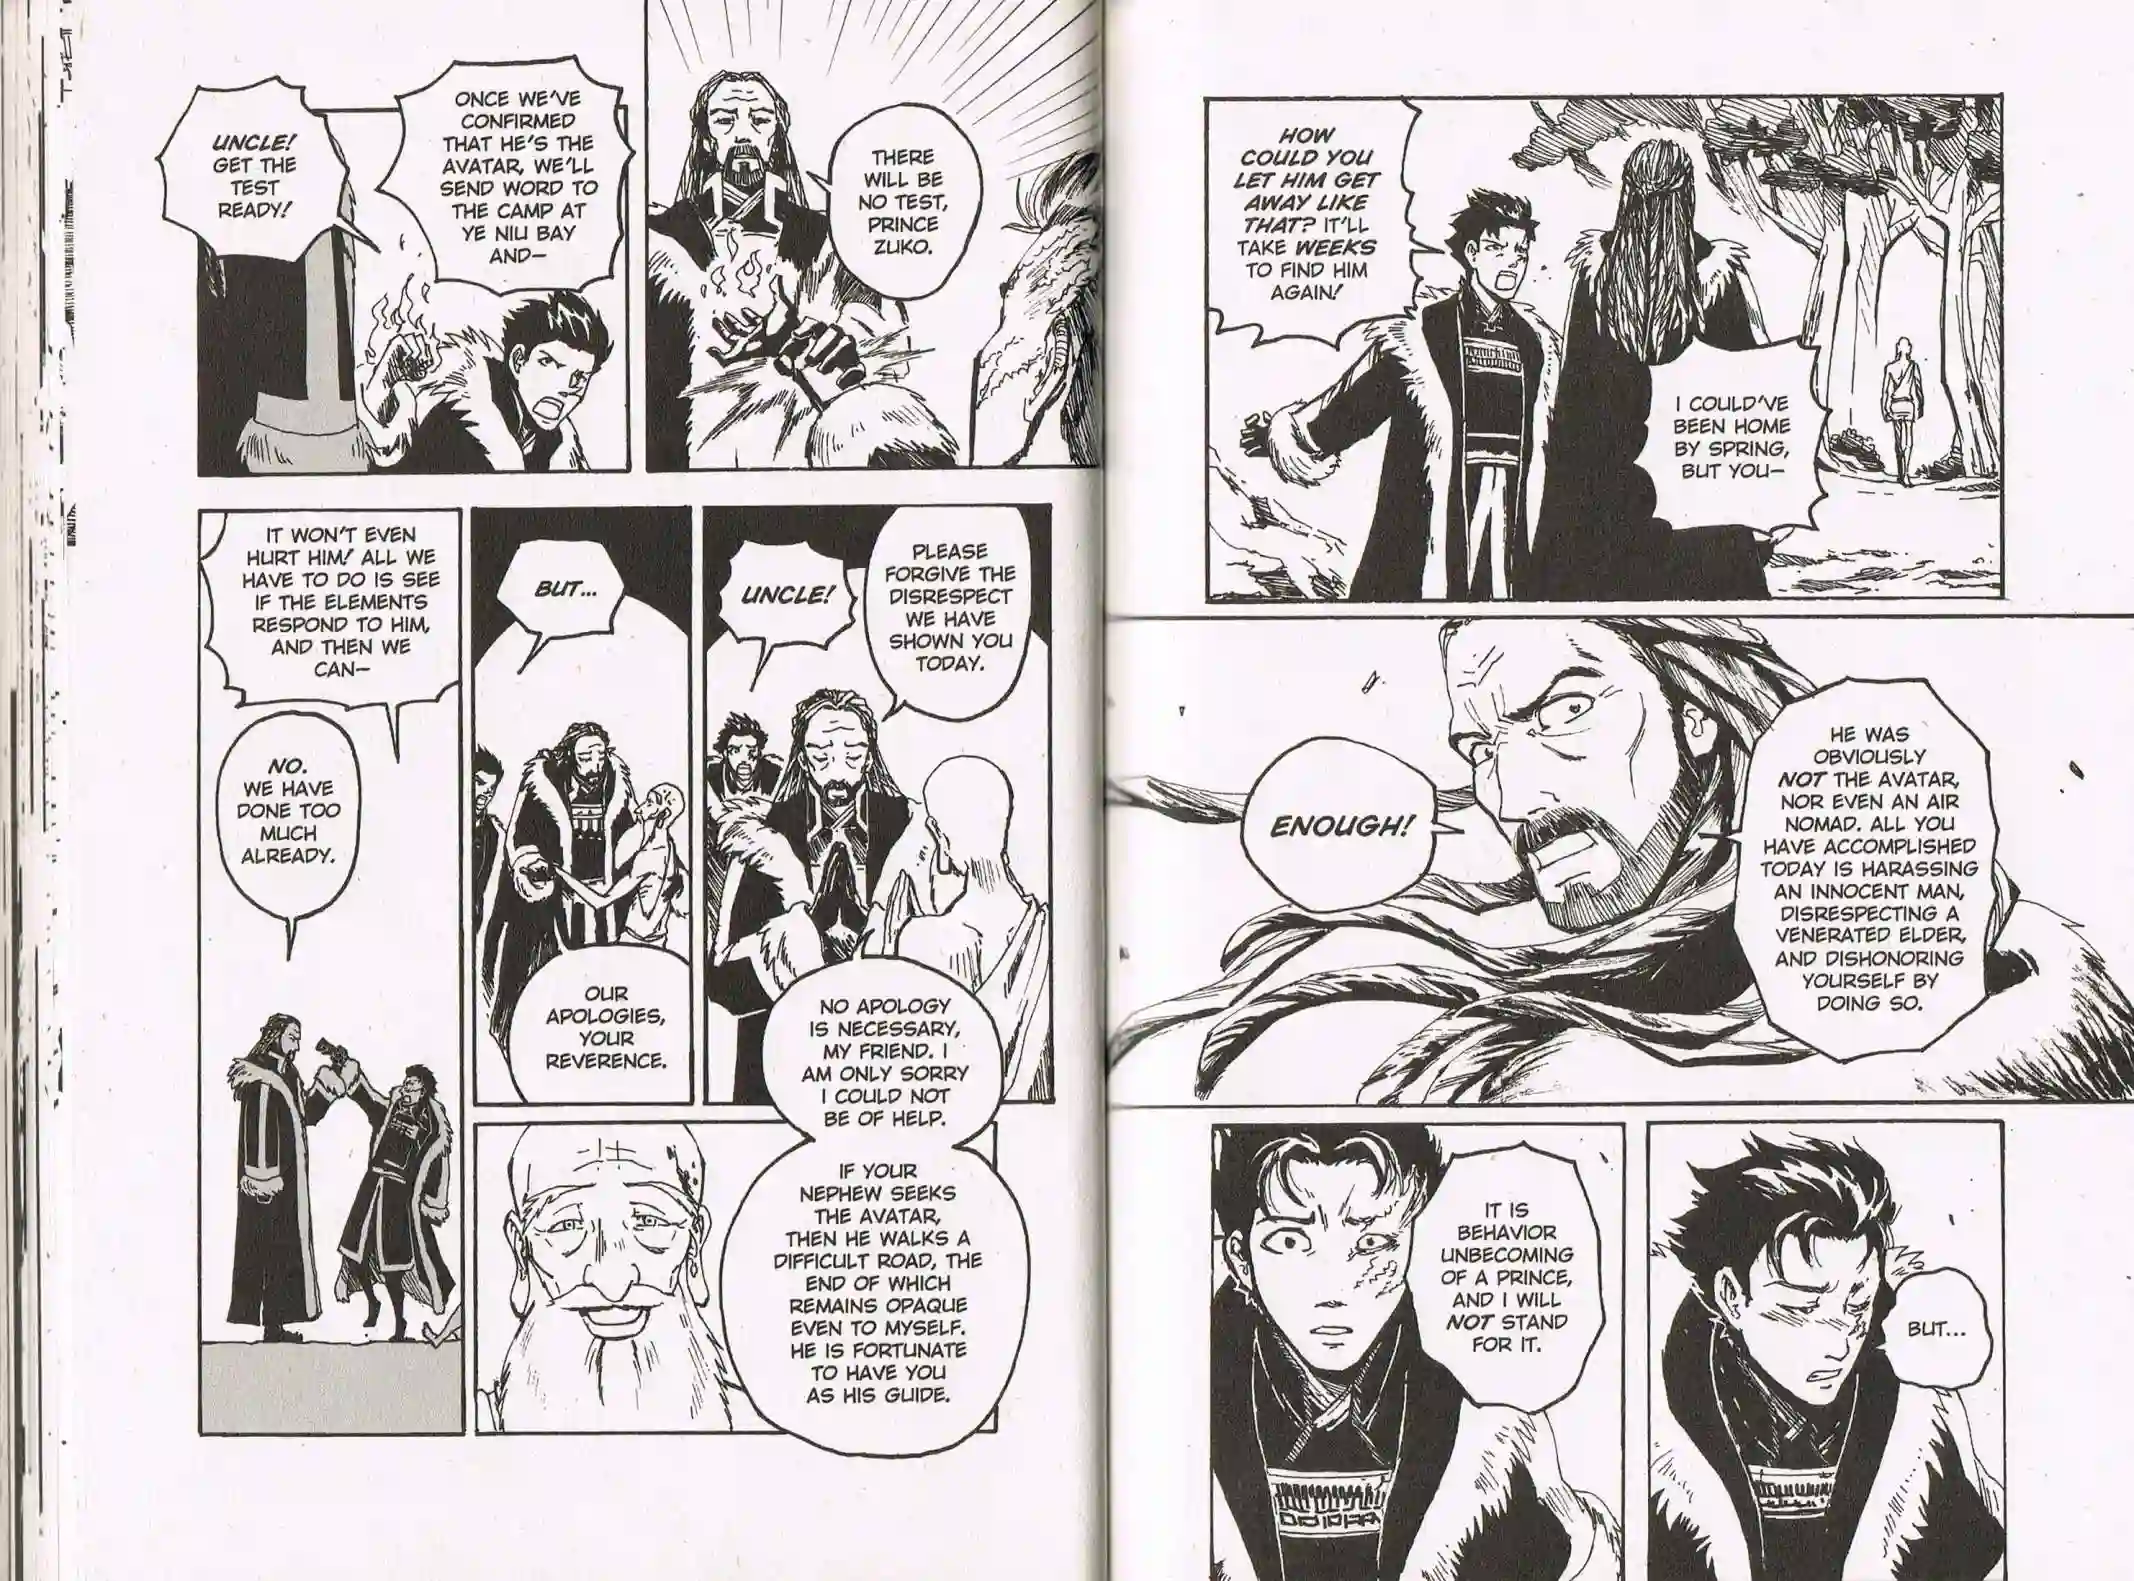 UNCLE!
GET THE
TEST
READY!
ONCE WE'VE
CONFIRMED
THAT HE'S THE
AVATAR, WE'LL
SEND WORD TO
THE CAMP AT
YE NIU BAY
AND—
THERE
WILL BE
NO TEST,
PRINCE
ZUKO.
IT WON'T EVEN
HURT HIM! ALL WE
HAVE TO DO IS SEE
IF THE ELEMENTS
RESPOND TO HIM,
AND THEN WE
CAN—
NO.
WE HAVE
DONE TOO
MUCH
ALREADY.
BUT...
OUR
APOLOGIES,
YOUR
REVERENCE.
UNCLE!
PLEASE
FORGIVE THE
DISRESPECT
WE HAVE
SHOWN YOU
TODAY.
NO APOLOGY
IS NECESSARY,
MY FRIEND. I
AM ONLY SORRY
I COULD NOT
BE OF HELP.
IF YOUR
NEPHEW SEEKS
THE AVATAR,
THEN HE WALKS A
DIFFICULT ROAD, THE
END OF WHICH
REMAINS OPAQUE
EVEN TO MYSELF.
HE IS FORTUNATE
TO HAVE YOU
AS HIS GUIDE.
HOW
COULD YOU
LET HIM GET
AWAY LIKE
THAT? IT'LL
TAKE WEEKS
TO FIND HIM
AGAIN!
I COULD'VE
BEEN HOME
BY SPRING,
BUT YOU—
ENOUGH!
HE WAS
OBVIOUSLY
NOT THE AVATAR,
NOR EVEN AN AIR
NOMAD. ALL YOU
HAVE ACCOMPLISHED
TODAY IS HARASSING
AN INNOCENT MAN,
DISRESPECTING A
VENERATED ELDER,
AND DISHONORING
YOURSELF BY
DOING SO.
IT IS
BEHAVIOR
UNBECOMING
OF A PRINCE,
AND I WILL
NOT STAND
FOR IT.
BUT...